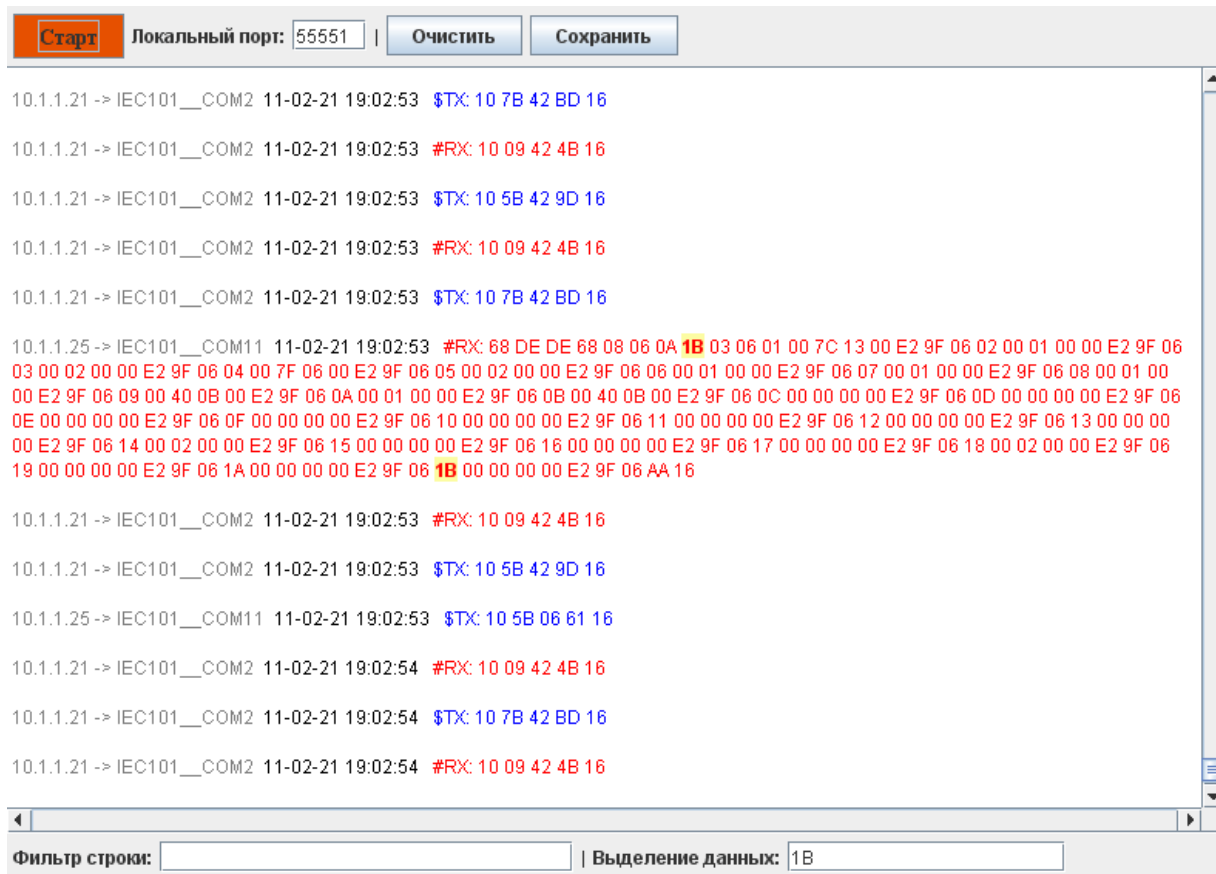 Старт Локальный порт: 55551 | Очистить Сохранить
10.1.1.21 -> IEC101__COM2 11-02-21 19:02:53 $TX: 10 7B 42 BD 16
10.1.1.21 -> IEC101__COM2 11-02-21 19:02:53 #RX: 10 09 42 4B 16
10.1.1.21 -> IEC101__COM2 11-02-21 19:02:53 $TX: 10 5B 42 9D 16
10.1.1.21 -> IEC101__COM2 11-02-21 19:02:53 #RX: 10 09 42 4B 16
10.1.1.21 -> IEC101__COM2 11-02-21 19:02:53 $TX: 10 7B 42 BD 16
10.1.1.25 -> IEC101__COM11 11-02-21 19:02:53 #RX: 68 DE DE 68 08 06 0A 1B 03 06 01 00 7C 13 00 E2 9F 06 02 00 01 00 00 E2 9F 06
03 00 02 00 00 E2 9F 06 04 00 7F 06 00 E2 9F 06 05 00 02 00 00 E2 9F 06 06 00 01 00 00 E2 9F 06 07 00 01 00 00 E2 9F 06 08 00 01 00
00 E2 9F 06 09 00 40 0B 00 E2 9F 06 0A 00 01 00 00 E2 9F 06 0B 00 40 0B 00 E2 9F 06 0C 00 00 00 00 E2 9F 06 0D 00 00 00 00 E2 9F 06
0E 00 00 00 00 E2 9F 06 0F 00 00 00 00 E2 9F 06 10 00 00 00 00 E2 9F 06 11 00 00 00 00 E2 9F 06 12 00 00 00 00 E2 9F 06 13 00 00 00
00 E2 9F 06 14 00 02 00 00 E2 9F 06 15 00 00 00 00 E2 9F 06 16 00 00 00 00 E2 9F 06 17 00 00 00 00 E2 9F 06 18 00 02 00 00 E2 9F 06
19 00 00 00 00 E2 9F 06 1A 00 00 00 00 E2 9F 06 1B 00 00 00 00 E2 9F 06 AA 16
10.1.1.21 -> IEC101__COM2 11-02-21 19:02:53 #RX: 10 09 42 4B 16
10.1.1.21 -> IEC101__COM2 11-02-21 19:02:53 $TX: 10 5B 42 9D 16
10.1.1.25 -> IEC101__COM11 11-02-21 19:02:53 $TX: 10 5B 06 61 16
10.1.1.21 -> IEC101__COM2 11-02-21 19:02:54 #RX: 10 09 42 4B 16
10.1.1.21 -> IEC101__COM2 11-02-21 19:02:54 $TX: 10 7B 42 BD 16
10.1.1.21 -> IEC101__COM2 11-02-21 19:02:54 #RX: 10 09 42 4B 16
Фильтр строки: | Выделение данных: 1B